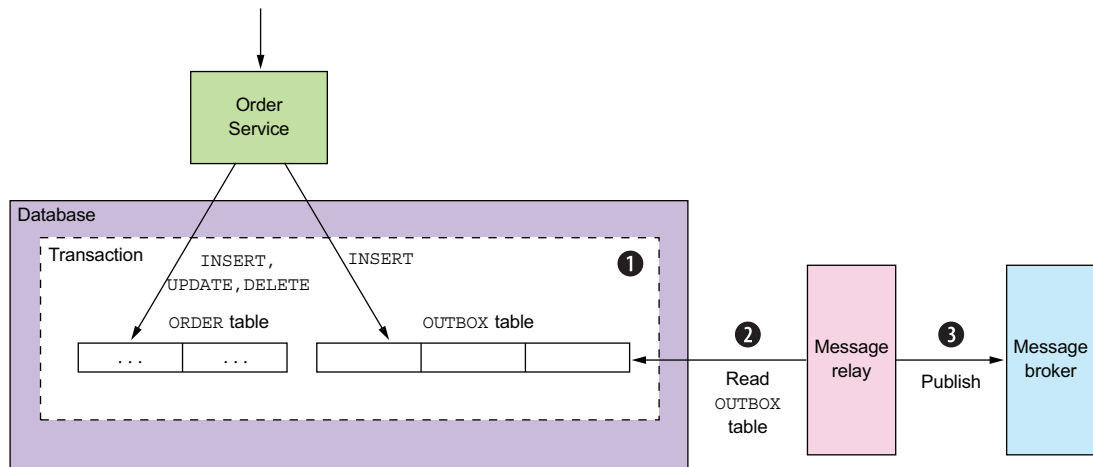 Order
Service
Database
Transaction
INSERT,
UPDATE,DELETE
INSERT
1
ORDER table
OUTBOX table
... ...
2
Read
OUTBOX
table
Message
relay
3
Publish
Message
broker